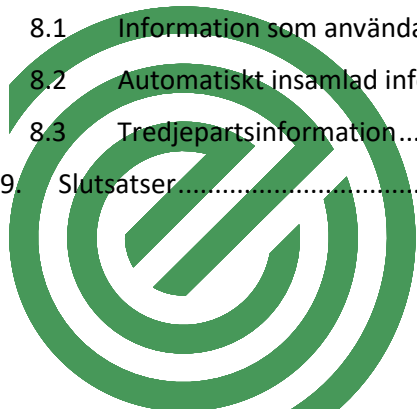 8.1 Information som använda
8.2 Automatiskt insamlad inf
8.3 Tredjepartsinformation...
9. Slutsatser....................................